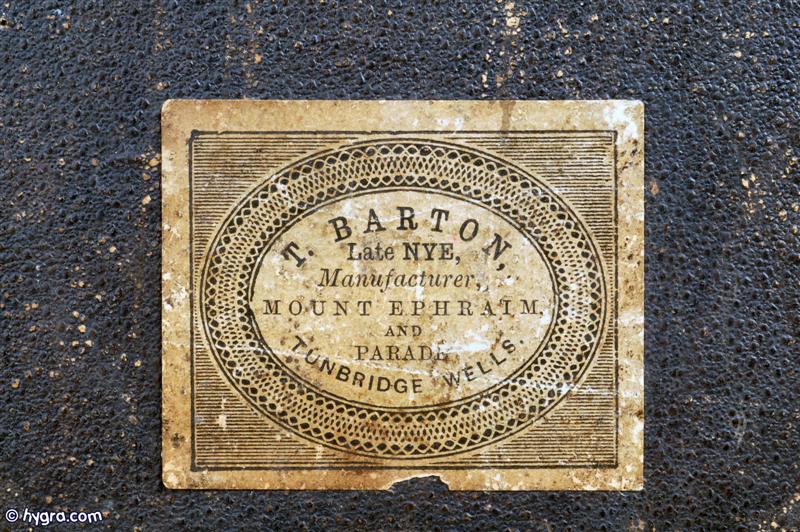 T. BARTON,
Late NYE,
Manufacturer,
MOUNT EPHRAIM,
AND
PARADE
TUNBRIDGE WELLS.
© hygra.com